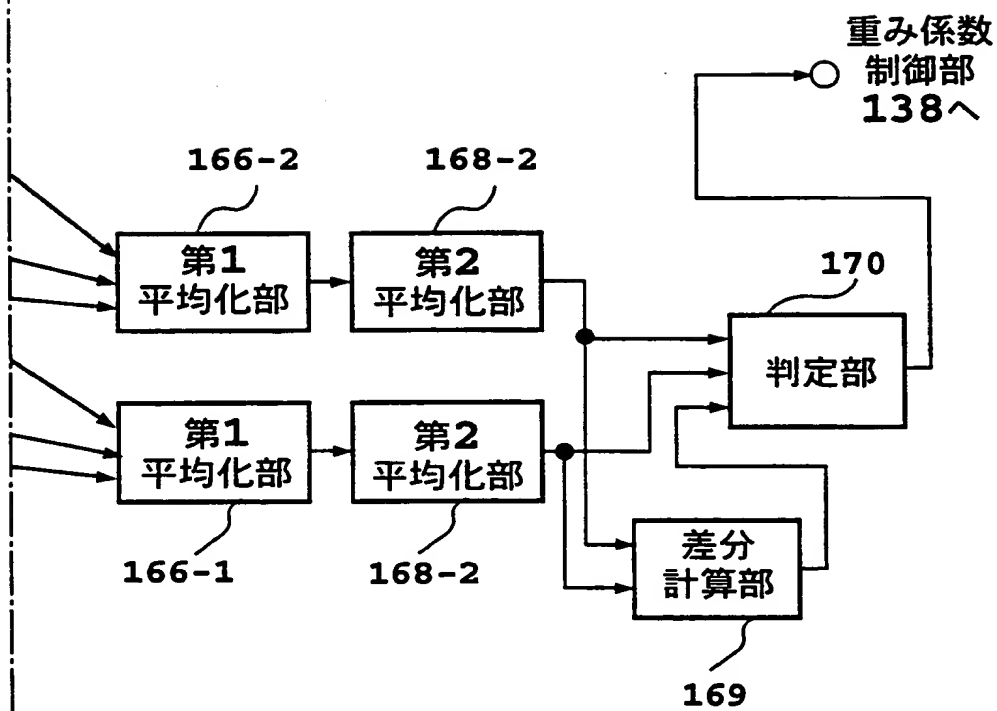 重み係数
制御部
138へ
166-2
168-2
第1
平均化部
第2
平均化部
170
判定部
第1
平均化部
第2
平均化部
166-1
168-2
差分
計算部
169